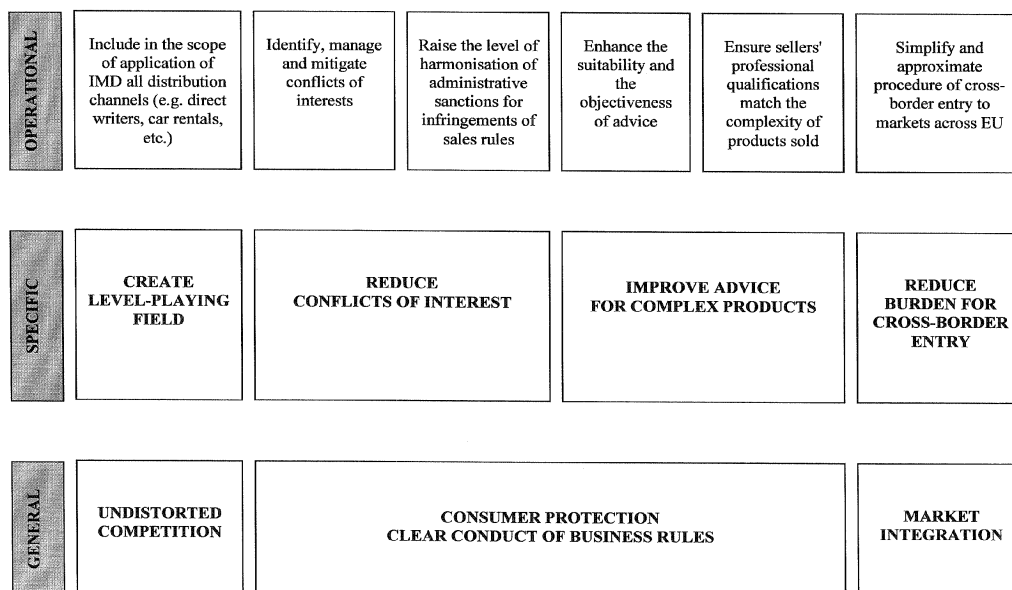 OPERATIONAL
Include in the scope
of application of
IMD all distribution
channels (e.g. direct
writers, car rentals,
etc.)
Identify, manage
and mitigate
conflicts of
interests
Raise the level of
harmonisation of
administrative
sanctions for
infringements of
sales rules
Enhance the
suitability and
the
objectiveness
of advice
Ensure sellers'
professional
qualifications
match the
complexity of
products sold
Simplify and
approximate
procedure of cross-
border entry to
markets across EU
SPECIFIC
CREATE
LEVEL-PLAYING
FIELD
REDUCE
CONFLICTS OF INTEREST
IMPROVE ADVICE
FOR COMPLEX PRODUCTS
REDUCE
BURDEN FOR
CROSS-BORDER
ENTRY
GENERAL
UNDISTORTED
COMPETITION
CONSUMER PROTECTION
CLEAR CONDUCT OF BUSINESS RULES
MARKET
INTEGRATION